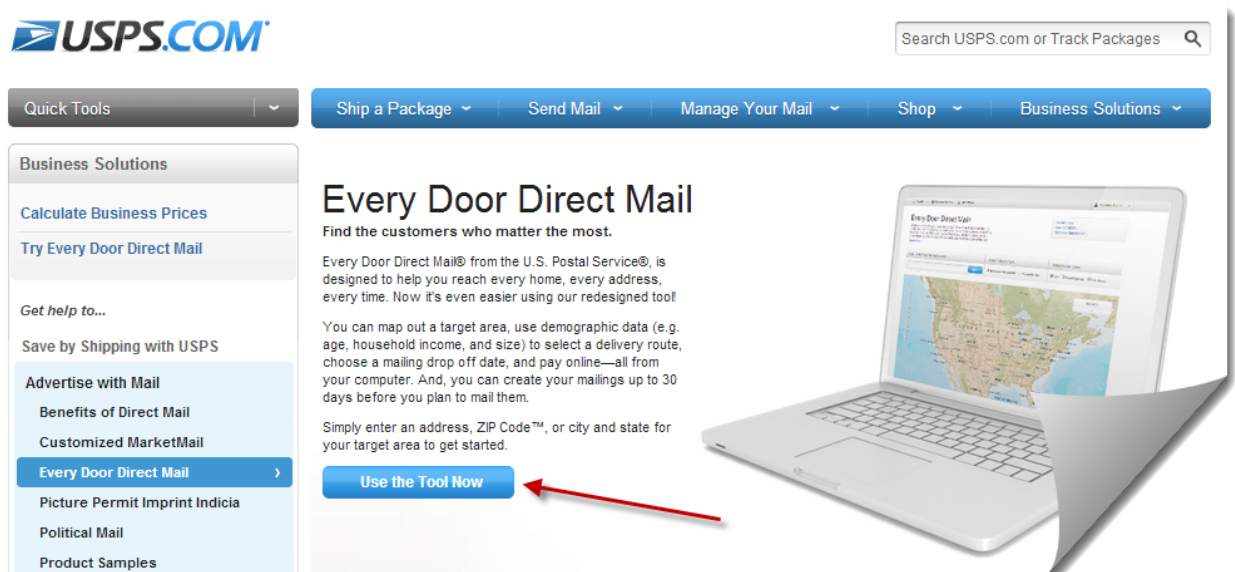 USPS.COM
Search USPS.com or Track Packages
Quick Tools
Ship a Package
Send Mail
Manage Your Mail
Shop
Business Solutions
Business Solutions
Calculate Business Prices
Try Every Door Direct Mail
Get help to...
Save by Shipping with USPS
Advertise with Mail
Benefits of Direct Mail
Customized MarketMail
Every Door Direct Mail
Picture Permit Imprint Indicia
Political Mail
Product Samples
Every Door Direct Mail
Find the customers who matter the most.
Every Door Direct Mail® from the U.S. Postal Service®, is
designed to help you reach every home, every address,
every time. Now it's even easier using our redesigned tool!
You can map out a target area, use demographic data (e.g.
age, household income, and size) to select a delivery route,
choose a mailing drop off date, and pay online—all from
your computer. And, you can create your mailings up to 30
days before you plan to mail them.
Simply enter an address, ZIP Code™, or city and state for
your target area to get started.
Use the Tool Now
Every Door Direct Mail